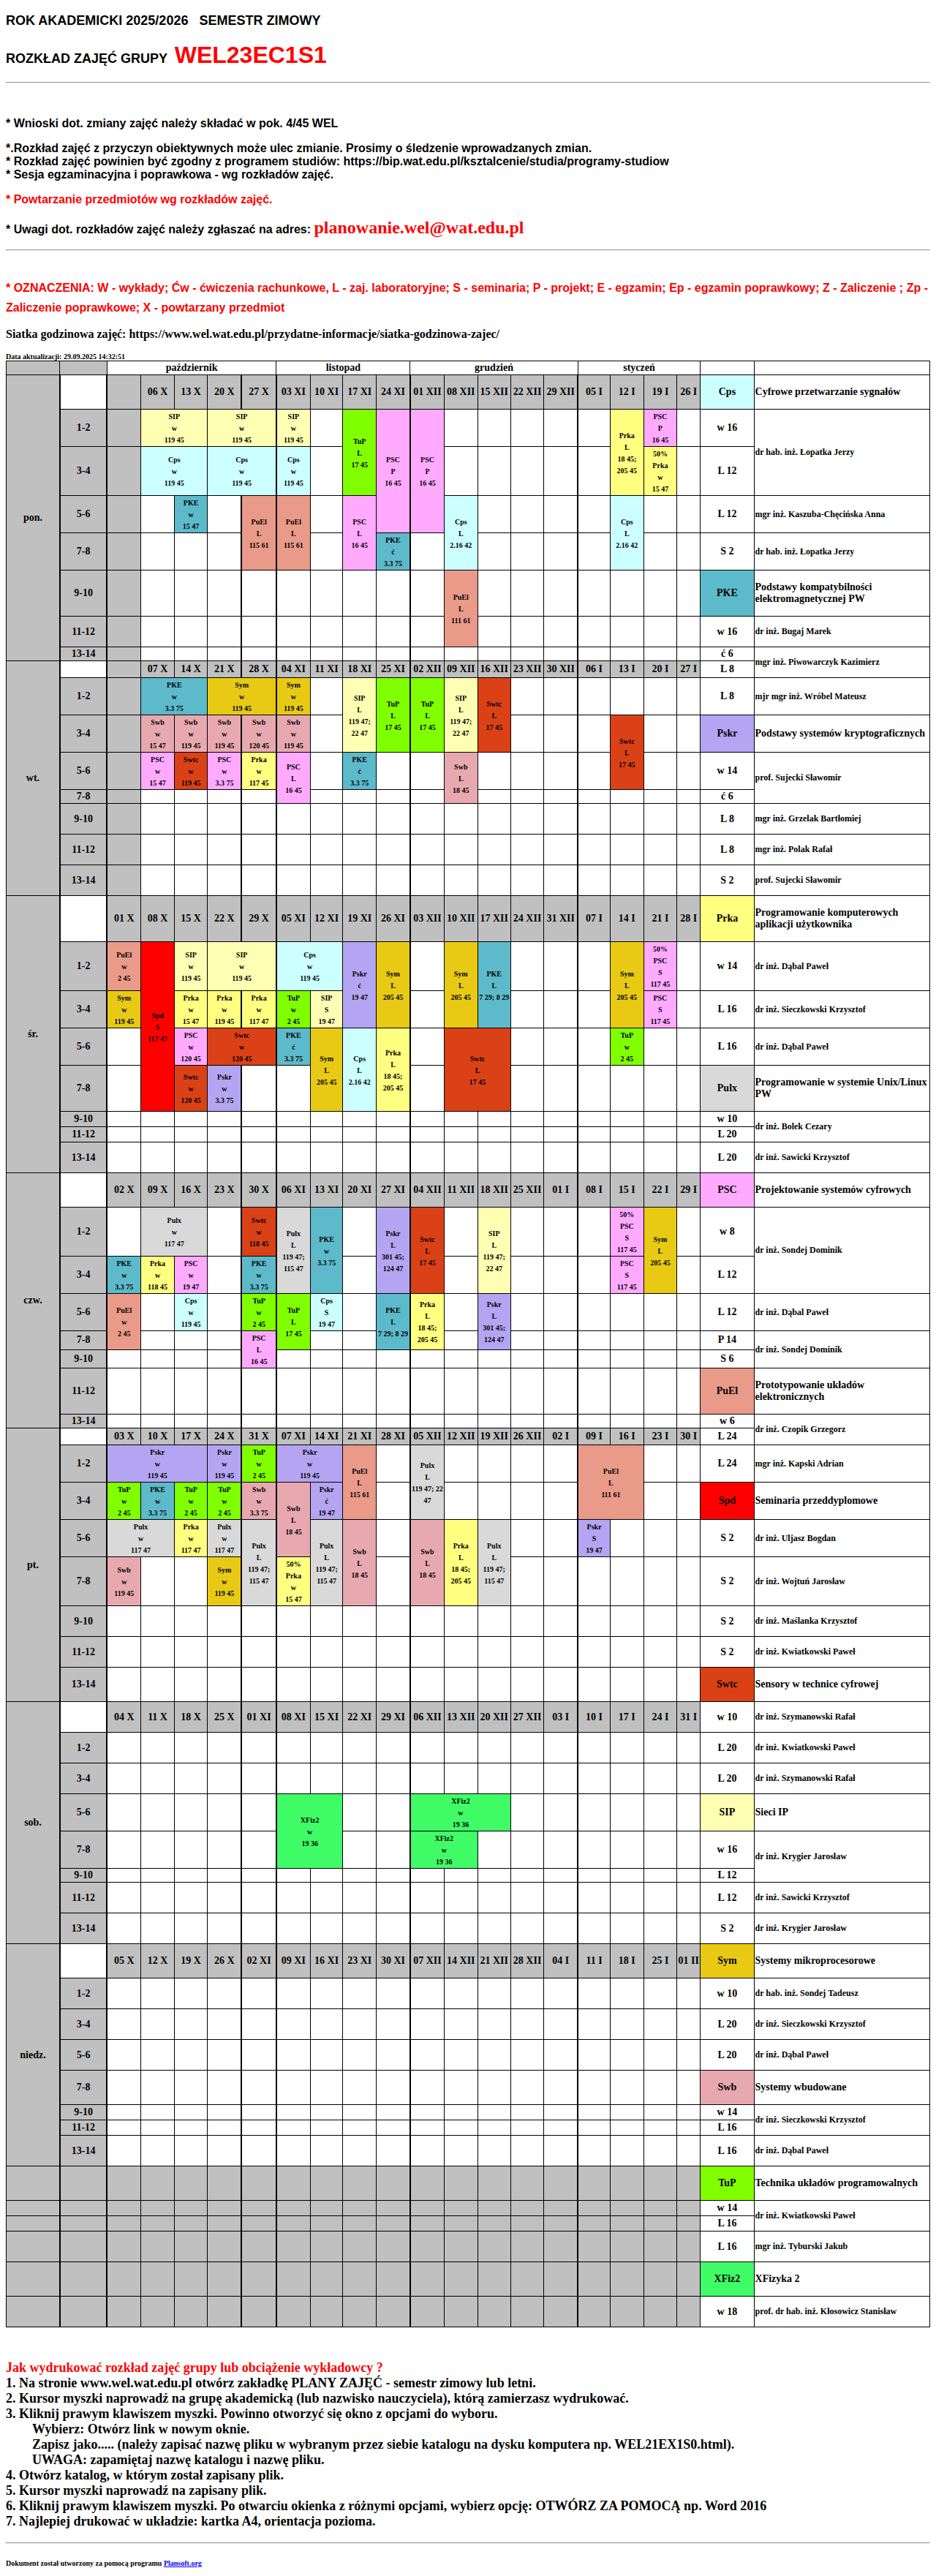 ROK AKADEMICKI 2025/2026 SEMESTR ZIMOWY
ROZKŁAD ZAJĘĆ GRUPY WEL23EC1S1
* Wnioski dot. zmiany zajęć należy składać w pok. 4/45 WEL
*.Rozkład zajęć z przyczyn obiektywnych może ulec zmianie. Prosimy o śledzenie wprowadzanych zmian.
* Rozkład zajęć powinien być zgodny z programem studiów: https://bip.wat.edu.pl/ksztalcenie/studia/programy-studiow
* Sesja egzaminacyjna i poprawkowa - wg rozkładów zajęć.
* Powtarzanie przedmiotów wg rozkładów zajęć.
* Uwagi dot. rozkładów zajęć należy zgłaszać na adres: planowanie.wel@wat.edu.pl
* OZNACZENIA: W - wykłady; Ćw - ćwiczenia rachunkowe, L - zaj. laboratoryjne; S - seminaria; P - projekt; E - egzamin; Ep - egzamin poprawkowy; Z - Zaliczenie ; Zp -
Zaliczenie poprawkowe; X - powtarzany przedmiot
Siatka godzinowa zajęć: https://www.wel.wat.edu.pl/przydatne-informacje/siatka-godzinowa-zajec/
Data aktualizacji: 29.09.2025 14:32:51
październik listopad grudzień styczeń
pon. 06 X 13 X 20 X 27 X 03 XI 10 XI 17 XI 24 XI 01 XII 08 XII 15 XII 22 XII 29 XII 05 I 12 I 19 I 26 I Cps Cyfrowe przetwarzanie sygnałów
1-2 SIP w 119 45 SIP w 119 45 SIP w 119 45 TuP L 17 45 PSC P 16 45 PSC P 16 45 Prka L 18 45; 205 45 PSC P 16 45 w 16 dr hab. inż. Łopatka Jerzy
3-4 Cps w 119 45 Cps w 119 45 Cps w 119 45 50% Prka w 15 47 L 12
5-6 PKE w 15 47 PuEl L 115 61 PuEl L 115 61 PSC L 16 45 Cps L 2.16 42 Cps L 2.16 42 L 12 mgr inż. Kaszuba-Chęcińska Anna
7-8 PKE ć 3.3 75 S 2 dr hab. inż. Łopatka Jerzy
9-10 PuEl L 111 61 PKE Podstawy kompatybilności elektromagnetycznej PW
11-12 w 16 dr inż. Bugaj Marek
13-14 ć 6 mgr inż. Piwowarczyk Kazimierz
wt. 07 X 14 X 21 X 28 X 04 XI 11 XI 18 XI 25 XI 02 XII 09 XII 16 XII 23 XII 30 XII 06 I 13 I 20 I 27 I L 8
1-2 PKE w 3.3 75 Sym w 119 45 Sym w 119 45 SIP L 119 47; 22 47 TuP L 17 45 TuP L 17 45 SIP L 119 47; 22 47 Swtc L 17 45 L 8 mjr mgr inż. Wróbel Mateusz
3-4 Swb w 15 47 Swb w 119 45 Swb w 119 45 Swb w 120 45 Swb w 119 45 Swtc L 17 45 Pskr Podstawy systemów kryptograficznych
5-6 PSC w 15 47 Swtc w 119 45 PSC w 3.3 75 Prka w 117 45 PSC L 16 45 PKE ć 3.3 75 Swb L 18 45 w 14 prof. Sujecki Sławomir
7-8 ć 6
9-10 L 8 mgr inż. Grzelak Bartłomiej
11-12 L 8 mgr inż. Polak Rafał
13-14 S 2 prof. Sujecki Sławomir
śr. 01 X 08 X 15 X 22 X 29 X 05 XI 12 XI 19 XI 26 XI 03 XII 10 XII 17 XII 24 XII 31 XII 07 I 14 I 21 I 28 I Prka Programowanie komputerowych aplikacji użytkownika
1-2 PuEl w 2 45 Spd S 117 47 SIP w 119 45 SIP w 119 45 Cps w 119 45 Pskr ć 19 47 Sym L 205 45 Sym L 205 45 PKE L 7 29; 8 29 Sym L 205 45 50% PSC S 117 45 w 14 dr inż. Dąbal Paweł
3-4 Sym w 119 45 Prka w 15 47 Prka w 119 45 Prka w 117 47 TuP w 2 45 SIP S 19 47 PSC S 117 45 L 16 dr inż. Sieczkowski Krzysztof
5-6 PSC w 120 45 Swtc w 120 45 PKE ć 3.3 75 Sym L 205 45 Cps L 2.16 42 Prka L 18 45; 205 45 Swtc L 17 45 TuP w 2 45 L 16 dr inż. Dąbal Paweł
7-8 Swtc w 120 45 Pskr w 3.3 75 Pulx Programowanie w systemie Unix/Linux PW
9-10 w 10 dr inż. Bolek Cezary
11-12 L 20
13-14 L 20 dr inż. Sawicki Krzysztof
czw. 02 X 09 X 16 X 23 X 30 X 06 XI 13 XI 20 XI 27 XI 04 XII 11 XII 18 XII 25 XII 01 I 08 I 15 I 22 I 29 I PSC Projektowanie systemów cyfrowych
1-2 Pulx w 117 47 Swtc w 118 45 Pulx L 119 47; 115 47 PKE w 3.3 75 Pskr L 301 45; 124 47 Swtc L 17 45 SIP L 119 47; 22 47 50% PSC S 117 45 Sym L 205 45 w 8 dr inż. Sondej Dominik
3-4 PKE w 3.3 75 Prka w 118 45 PSC w 19 47 PKE w 3.3 75 PSC S 117 45 L 12
5-6 PuEl w 2 45 Cps w 119 45 TuP w 2 45 TuP L 17 45 Cps S 19 47 PKE L 7 29; 8 29 Prka L 18 45; 205 45 Pskr L 301 45; 124 47 L 12 dr inż. Dąbal Paweł
7-8 PSC L 16 45 P 14 dr inż. Sondej Dominik
9-10 S 6
11-12 PuEl Prototypowanie układów elektronicznych
13-14 w 6 dr inż. Czopik Grzegorz
pt. 03 X 10 X 17 X 24 X 31 X 07 XI 14 XI 21 XI 28 XI 05 XII 12 XII 19 XII 26 XII 02 I 09 I 16 I 23 I 30 I L 24
1-2 Pskr w 119 45 Pskr w 119 45 TuP w 2 45 Pskr w 119 45 PuEl L 115 61 Pulx L 119 47; 22 47 PuEl L 111 61 L 24 mgr inż. Kapski Adrian
3-4 TuP w 2 45 PKE w 3.3 75 TuP w 2 45 TuP w 2 45 Swb w 3.3 75 Swb L 18 45 Pskr ć 19 47 Spd Seminaria przeddyplomowe
5-6 Pulx w 117 47 Prka w 117 47 Pulx w 117 47 Pulx L 119 47; 115 47 Pulx L 119 47; 115 47 Swb L 18 45 Swb L 18 45 Prka L 18 45; 205 45 Pulx L 119 47; 115 47 Pskr S 19 47 S 2 dr inż. Uljasz Bogdan
7-8 Swb w 119 45 Sym w 119 45 50% Prka w 15 47 S 2 dr inż. Wojtuń Jarosław
9-10 S 2 dr inż. Maślanka Krzysztof
11-12 S 2 dr inż. Kwiatkowski Paweł
13-14 Swtc Sensory w technice cyfrowej
sob. 04 X 11 X 18 X 25 X 01 XI 08 XI 15 XI 22 XI 29 XI 06 XII 13 XII 20 XII 27 XII 03 I 10 I 17 I 24 I 31 I w 10 dr inż. Szymanowski Rafał
1-2 L 20 dr inż. Kwiatkowski Paweł
3-4 L 20 dr inż. Szymanowski Rafał
5-6 XFiz2 w 19 36 XFiz2 w 19 36 SIP Sieci IP
7-8 XFiz2 w 19 36 w 16 dr inż. Krygier Jarosław
9-10 L 12
11-12 L 12 dr inż. Sawicki Krzysztof
13-14 S 2 dr inż. Krygier Jarosław
niedz. 05 X 12 X 19 X 26 X 02 XI 09 XI 16 XI 23 XI 30 XI 07 XII 14 XII 21 XII 28 XII 04 I 11 I 18 I 25 I 01 II Sym Systemy mikroprocesorowe
1-2 w 10 dr hab. inż. Sondej Tadeusz
3-4 L 20 dr inż. Sieczkowski Krzysztof
5-6 L 20 dr inż. Dąbal Paweł
7-8 Swb Systemy wbudowane
9-10 w 14 dr inż. Sieczkowski Krzysztof
11-12 L 16
13-14 L 16 dr inż. Dąbal Paweł
TuP Technika układów programowalnych
w 14 dr inż. Kwiatkowski Paweł
L 16
L 16 mgr inż. Tyburski Jakub
XFiz2 XFizyka 2
w 18 prof. dr hab. inż. Kłosowicz Stanisław
Jak wydrukować rozkład zajęć grupy lub obciążenie wykładowcy ?
1. Na stronie www.wel.wat.edu.pl otwórz zakładkę PLANY ZAJĘĆ - semestr zimowy lub letni.
2. Kursor myszki naprowadź na grupę akademicką (lub nazwisko nauczyciela), którą zamierzasz wydrukować.
3. Kliknij prawym klawiszem myszki. Powinno otworzyć się okno z opcjami do wyboru.
Wybierz: Otwórz link w nowym oknie.
Zapisz jako..... (należy zapisać nazwę pliku w wybranym przez siebie katalogu na dysku komputera np. WEL21EX1S0.html).
UWAGA: zapamiętaj nazwę katalogu i nazwę pliku.
4. Otwórz katalog, w którym został zapisany plik.
5. Kursor myszki naprowadź na zapisany plik.
6. Kliknij prawym klawiszem myszki. Po otwarciu okienka z różnymi opcjami, wybierz opcję: OTWÓRZ ZA POMOCĄ np. Word 2016
7. Najlepiej drukować w układzie: kartka A4, orientacja pozioma.
Dokument został utworzony za pomocą programu Plansoft.org